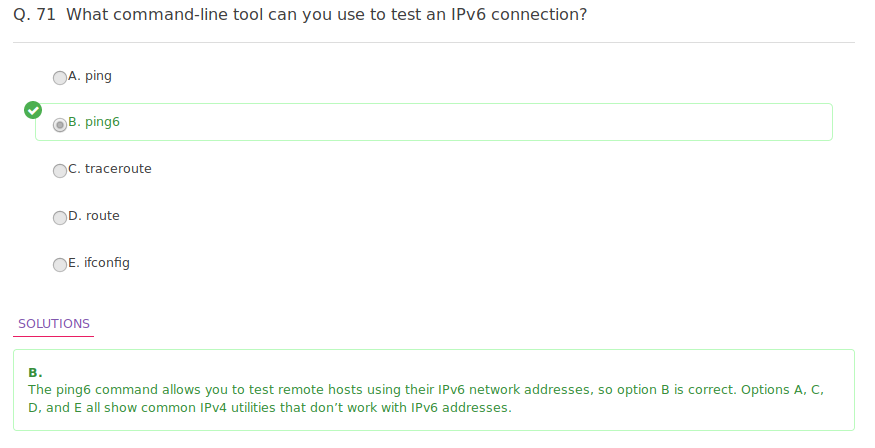 Q. 71 What command-line tool can you use to test an IPv6 connection?
A. ping
B. ping6
C. traceroute
D. route
E. ifconfig
SOLUTIONS
B.
The ping6 command allows you to test remote hosts using their IPv6 network addresses, so option B is correct. Options A, C,
D, and E all show common IPv4 utilities that don’t work with IPv6 addresses.